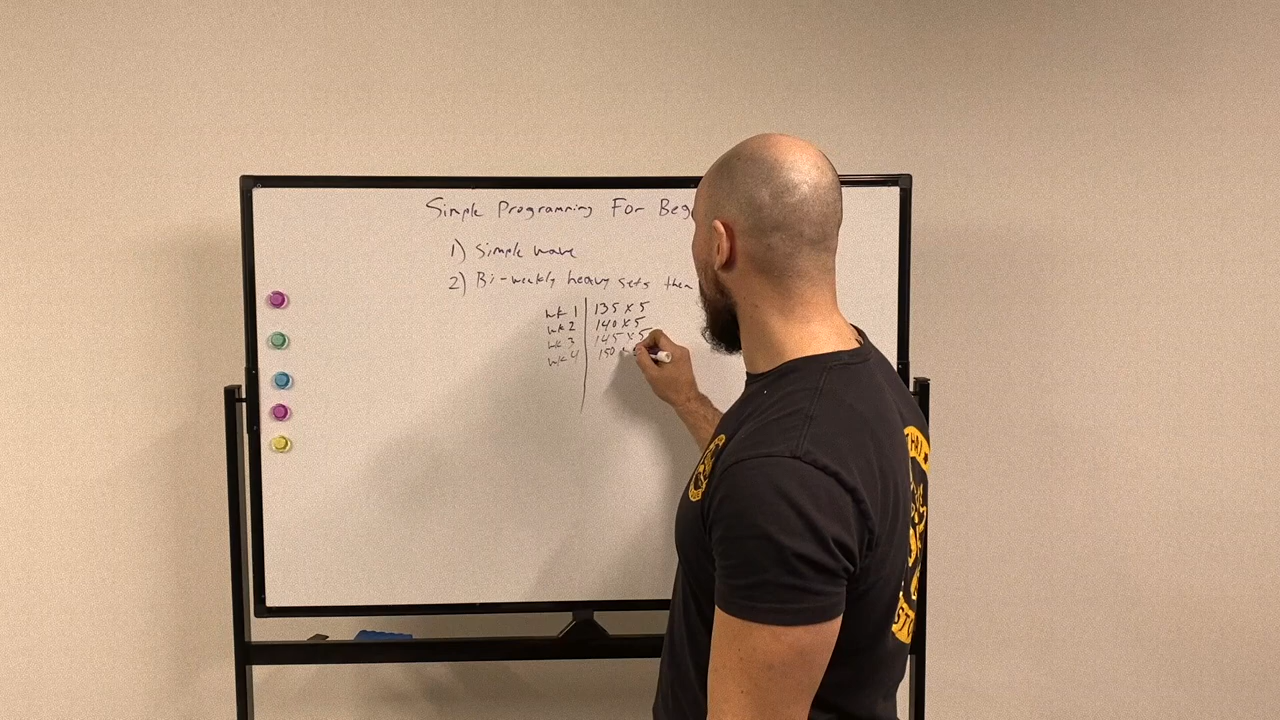 Simple Programming For Beg
1) Simple wave
2) Bi-weekly heavy sets then
wk 1 135 x 5
wk 2 140 x 5
wk 3 145 x 5
wk 4 150
THAI